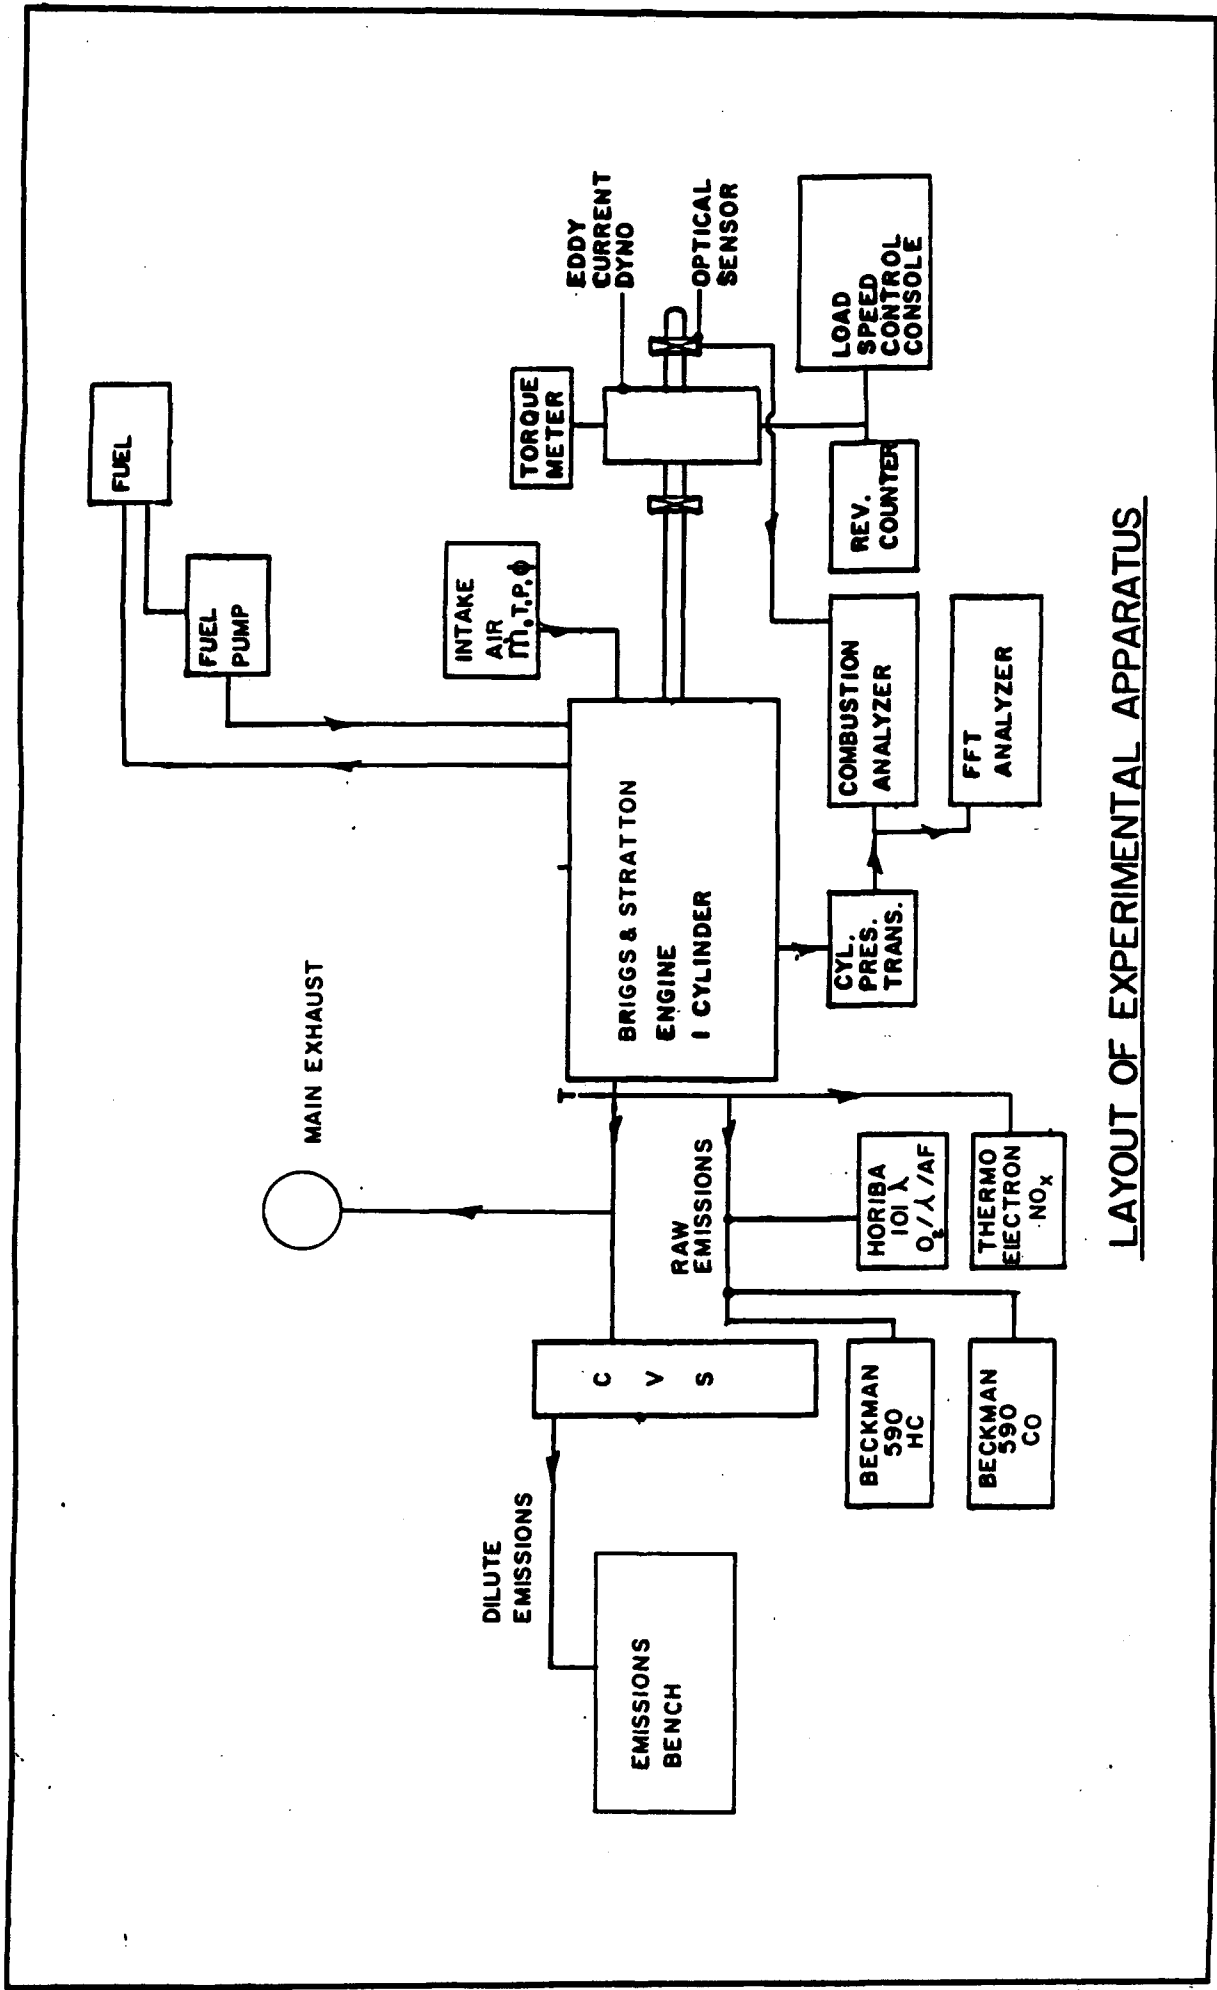 FUEL
FUEL
PUMP
MAIN EXHAUST
INTAKE
AIR
ṁ,T,P,ϕ
TORQUE
METER
EDDY
CURRENT
DYNO
OPTICAL
SENSOR
BRIGGS & STRATTON
ENGINE
1 CYLINDER
DILUTE
EMISSIONS
C V S
RAW
EMISSIONS
EMISSIONS
BENCH
LOAD
SPEED
CONTROL
CONSOLE
REV.
COUNTER
COMBUSTION
ANALYZER
CYL.
PRES.
TRANS.
FFT
ANALYZER
HORIBA
101 λ
O₂/λ/AF
THERMO
ELECTRON
NOx
BECKMAN
590
HC
BECKMAN
590
CO
LAYOUT OF EXPERIMENTAL APPARATUS